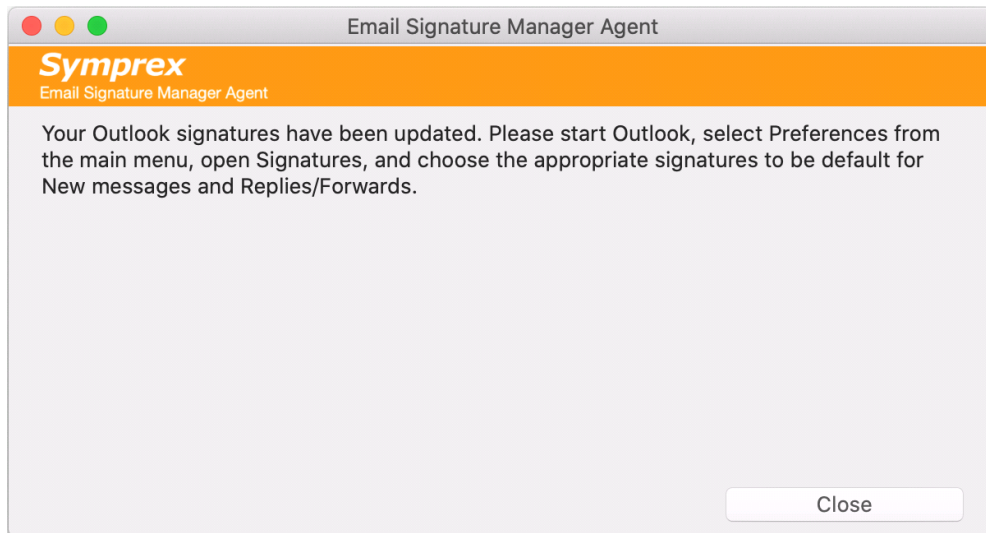 Email Signature Manager Agent
Symprex
Email Signature Manager Agent
Your Outlook signatures have been updated. Please start Outlook, select Preferences from
the main menu, open Signatures, and choose the appropriate signatures to be default for
New messages and Replies/Forwards.
Close